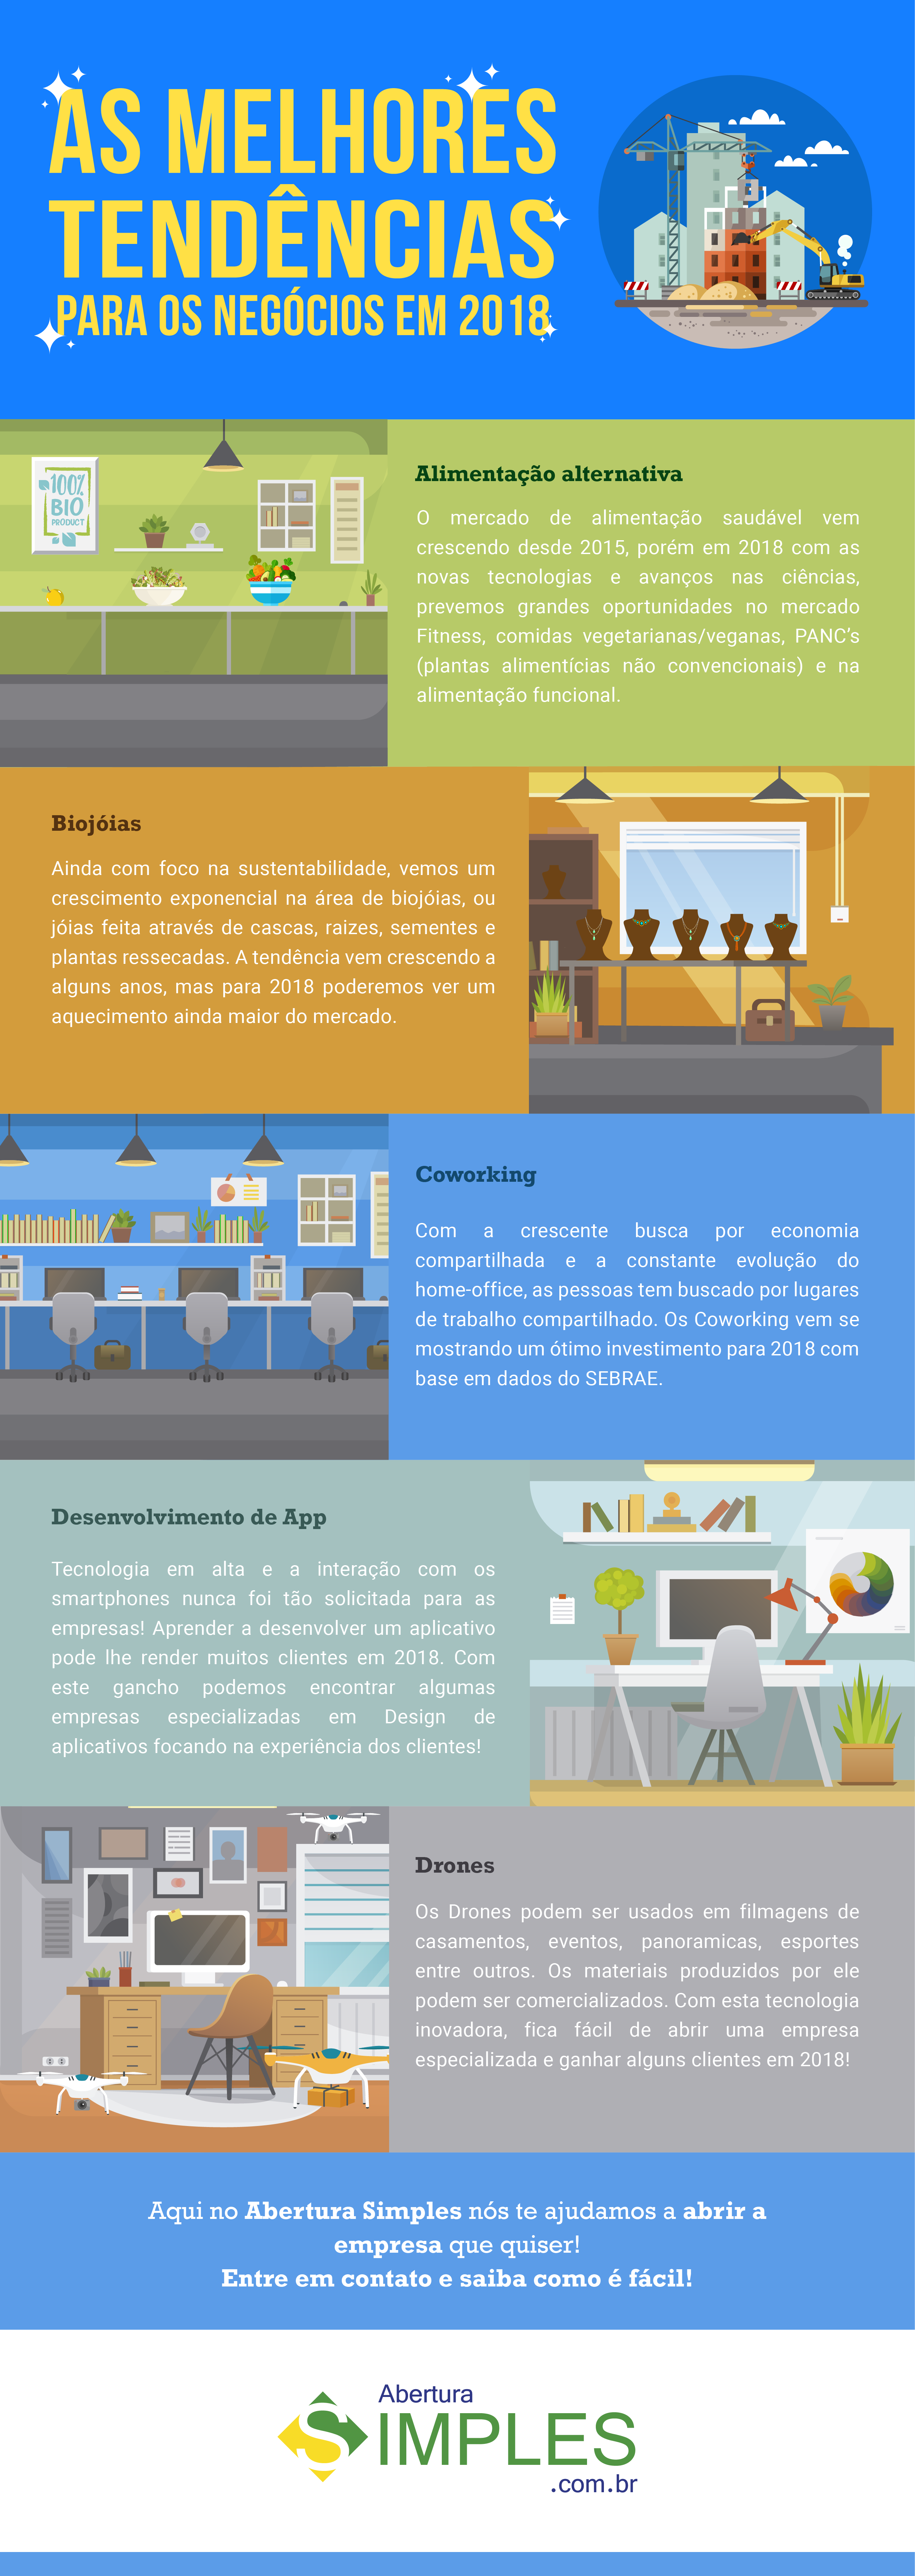 AS MELHORES
TENDÊNCIAS
PARA OS NEGÓCIOS EM 2018
100%
BIO
PRODUCT
Alimentação alternativa
O mercado de alimentação saudável vem
crescendo desde 2015, porém em 2018 com as
novas tecnologias e avanços nas ciências,
prevemos grandes oportunidades no mercado
Fitness, comidas vegetarianas/veganas, PANC's
(plantas alimentícias não convencionais) e na
alimentação funcional.
Biojóias
Ainda com foco na sustentabilidade, vemos um
crescimento exponencial na área de biojóias, ou
jóias feita através de cascas, raizes, sementes e
plantas ressecadas. A tendência vem crescendo a
alguns anos, mas para 2018 poderemos ver um
aquecimento ainda maior do mercado.
Coworking
Com a crescente busca por economia
compartilhada e a constante evolução do
home-office, as pessoas tem buscado por lugares
de trabalho compartilhado. Os Coworking vem se
mostrando um ótimo investimento para 2018 com
base em dados do SEBRAE.
Desenvolvimento de App
Tecnologia em alta e a interação com os
smartphones nunca foi tão solicitada para as
empresas! Aprender a desenvolver um aplicativo
pode lhe render muitos clientes em 2018. Com
este gancho podemos encontrar algumas
empresas especializadas em Design de
aplicativos focando na experiência dos clientes!
Drones
Os Drones podem ser usados em filmagens de
casamentos, eventos, panoramicas, esportes
entre outros. Os materiais produzidos por ele
podem ser comercializados. Com esta tecnologia
inovadora, fica fácil de abrir uma empresa
especializada e ganhar alguns clientes em 2018!
Aqui no Abertura Simples nós te ajudamos a abrir a
empresa que quiser!
Entre em contato e saiba como é fácil!
Abertura
SIMPLES
.com.br